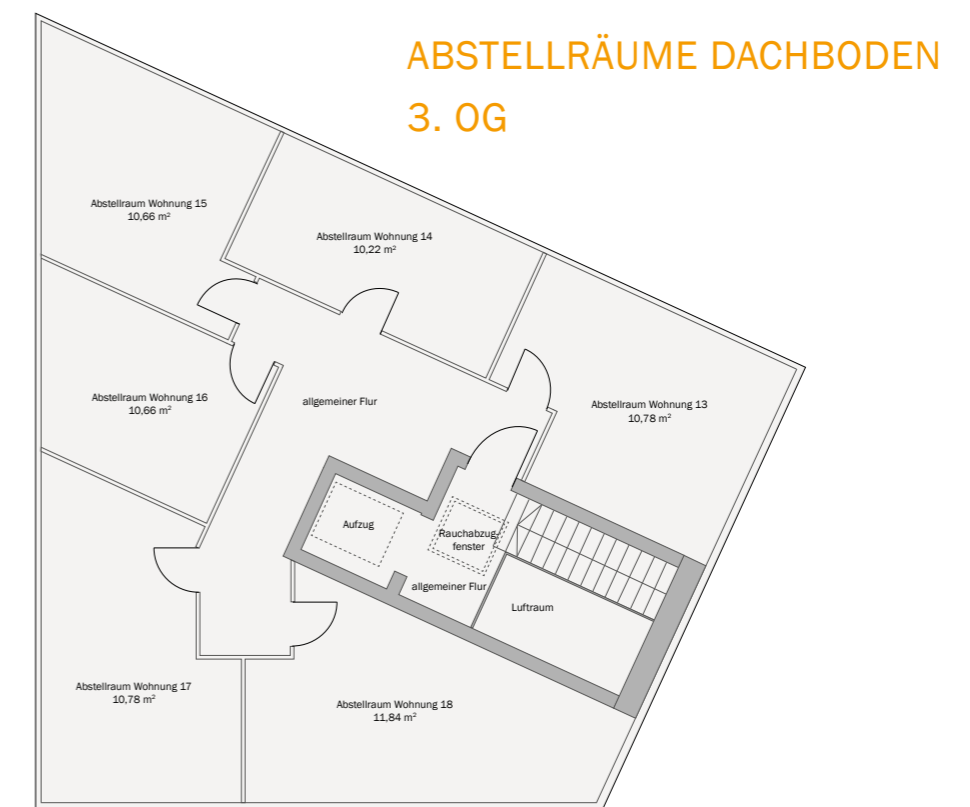 ABSTELLRÄUME DACHBODEN
3. OG
Abstellraum Wohnung 15
10,66 m²
Abstellraum Wohnung 14
10,22 m²
Abstellraum Wohnung 16
10,66 m²
allgemeiner Flur
Abstellraum Wohnung 13
10,78 m²
Aufzug
Rauchabzug-
fenster
allgemeiner Flur
Luftraum
Abstellraum Wohnung 17
10,78 m²
Abstellraum Wohnung 18
11,84 m²